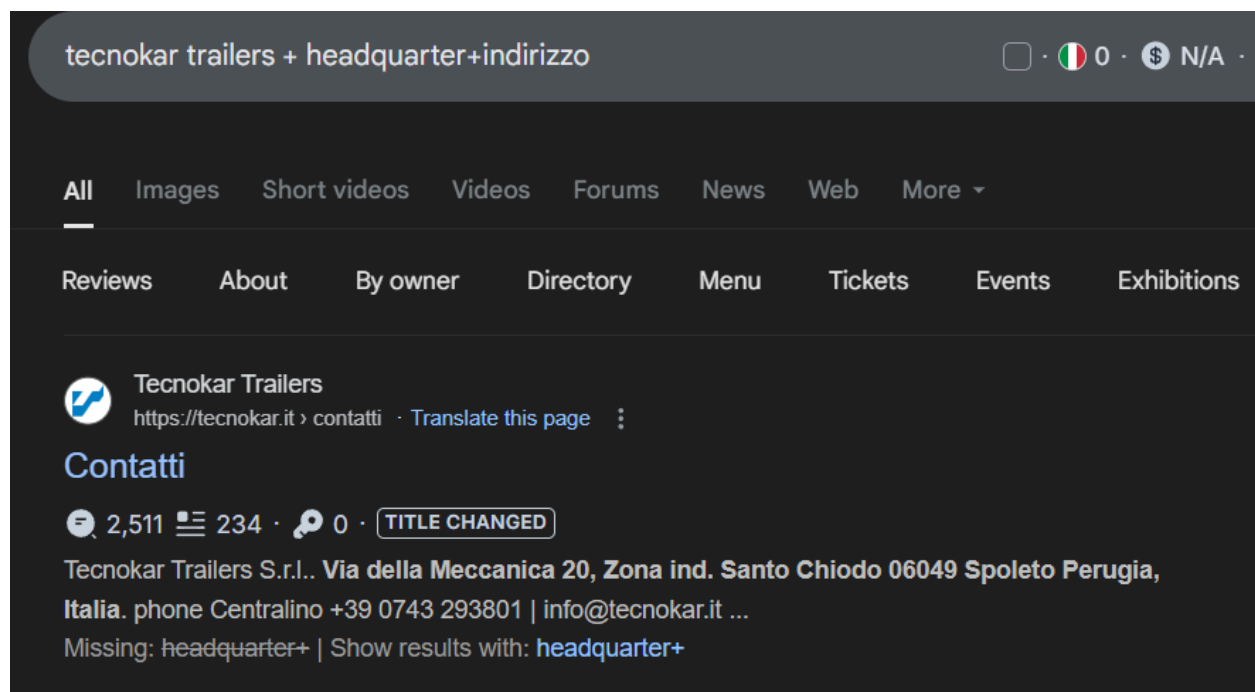 tecnokar trailers + headquarter+indirizzo · 0 · $ N/A ·
All Images Short videos Videos Forums News Web More
Reviews About By owner Directory Menu Tickets Events Exhibitions
Tecnokar Trailers
https://tecnokar.it › contatti · Translate this page
Contatti
2,511 234 · 0 · TITLE CHANGED
Tecnokar Trailers S.r.l.. Via della Meccanica 20, Zona ind. Santo Chiodo 06049 Spoleto Perugia,
Italia. phone Centralino +39 0743 293801 | info@tecnokar.it ...
Missing: headquarter+ | Show results with: headquarter+